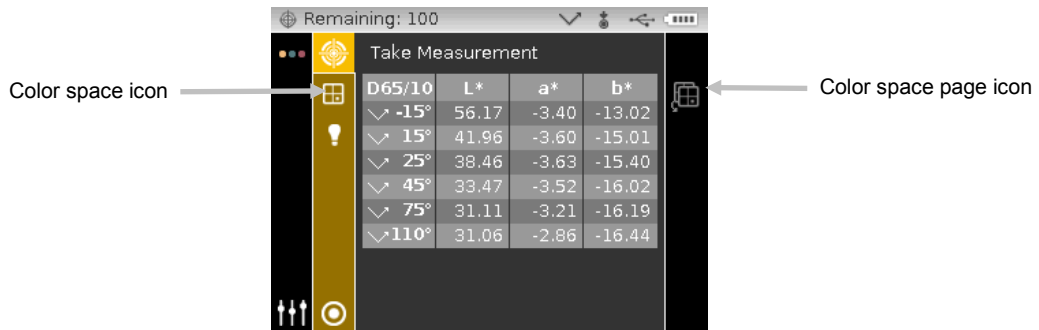 Remaining: 100
Take Measurement
Color space icon
Color space page icon
D65/10 L* a* b*
-15° 56.17 -3.40 -13.02
15° 41.96 -3.60 -15.01
25° 38.46 -3.63 -15.40
45° 33.47 -3.52 -16.02
75° 31.11 -3.21 -16.19
110° 31.06 -2.86 -16.44